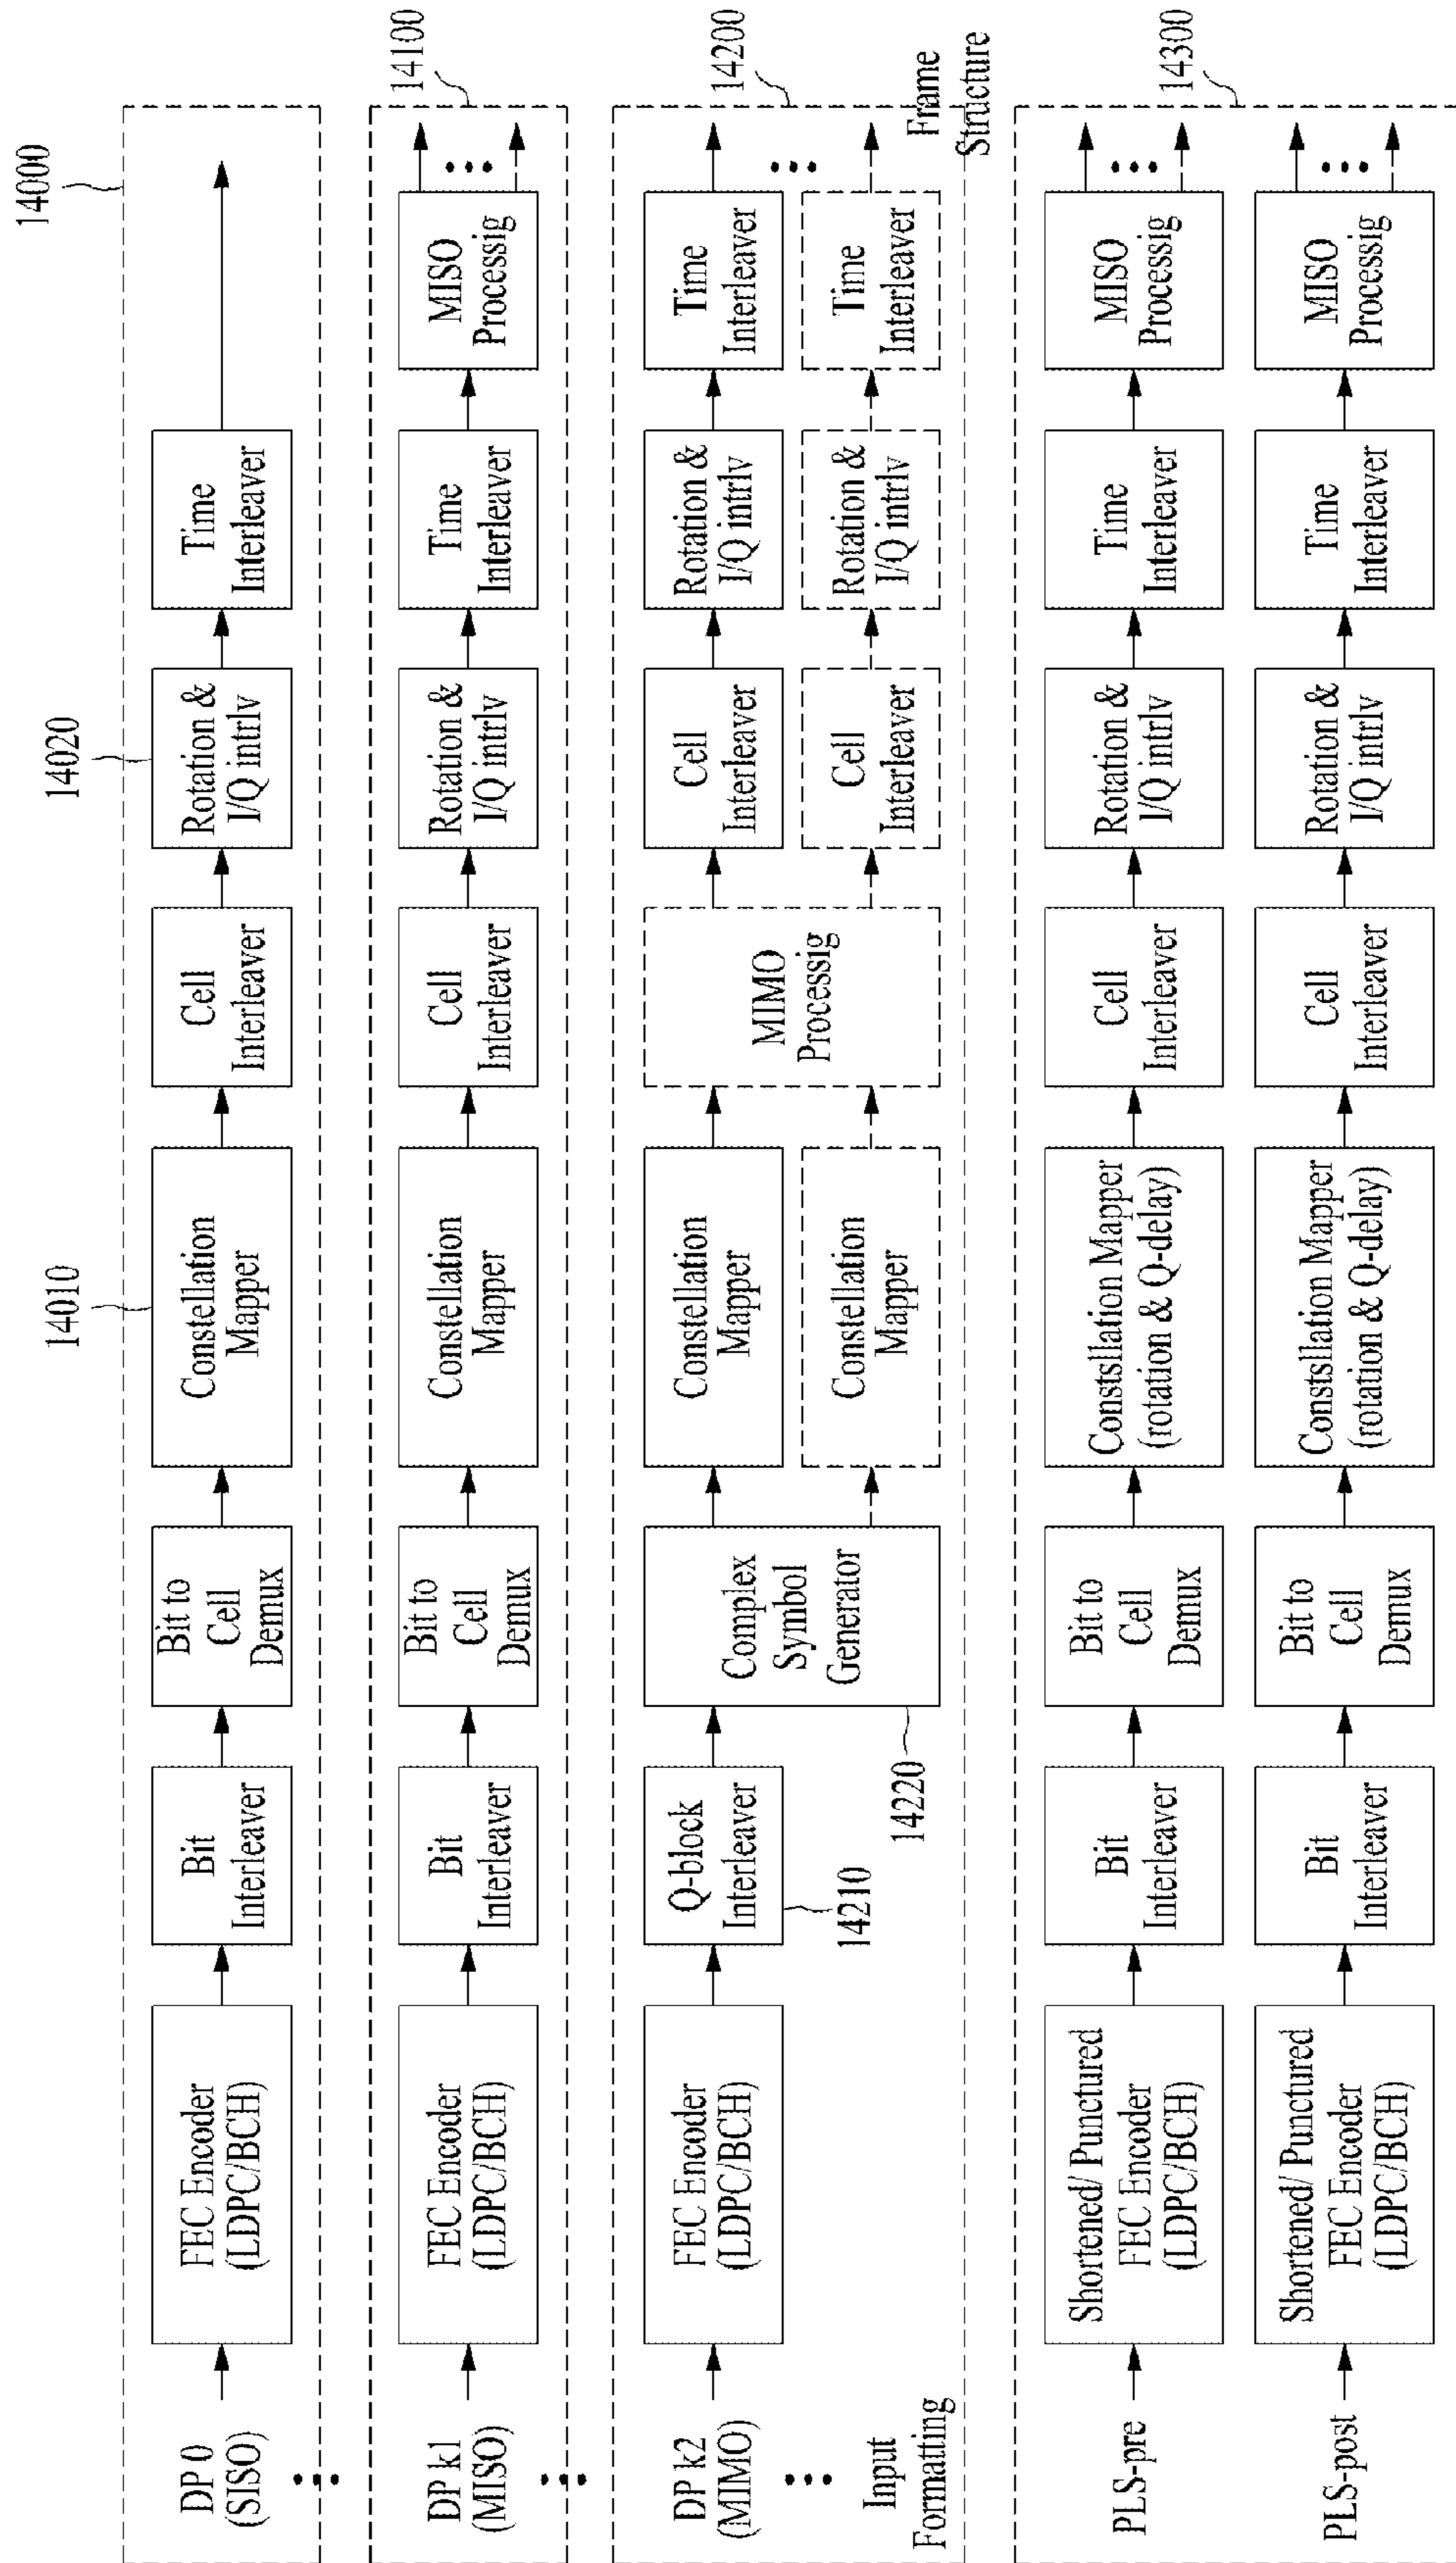 14000
14010
14020
DP 0
(SISO)
FEC Encoder
(LDPC/BCH)
Bit
Interleaver
Bit to
Cell
Demux
Constellation
Mapper
Cell
Interleaver
Rotation &
I/Q intrlv
Time
Interleaver
14100
DP k1
(MISO)
FEC Encoder
(LDPC/BCH)
Bit
Interleaver
Bit to
Cell
Demux
Constellation
Mapper
Cell
Interleaver
Rotation &
I/Q intrlv
Time
Interleaver
MISO
Processig
14200
DP k2
(MIMO)
FEC Encoder
(LDPC/BCH)
Q-block
Interleaver
14210
Complex
Symbol
Generator
14220
Constellation
Mapper
Constellation
Mapper
MIMO
Processig
Cell
Interleaver
Cell
Interleaver
Rotation &
I/Q intrlv
Rotation &
I/Q intrlv
Time
Interleaver
Time
Interleaver
Input
Formatting
Frame
Structure
14300
PLS-pre
Shortened/ Punctured
FEC Encoder
(LDPC/BCH)
Bit
Interleaver
Bit to
Cell
Demux
Constsllation Mapper
(rotation & Q-delay)
Cell
Interleaver
Rotation &
I/Q intrlv
Time
Interleaver
MISO
Processig
PLS-post
Shortened/ Punctured
FEC Encoder
(LDPC/BCH)
Bit
Interleaver
Bit to
Cell
Demux
Constsllation Mapper
(rotation & Q-delay)
Cell
Interleaver
Rotation &
I/Q intrlv
Time
Interleaver
MISO
Processig